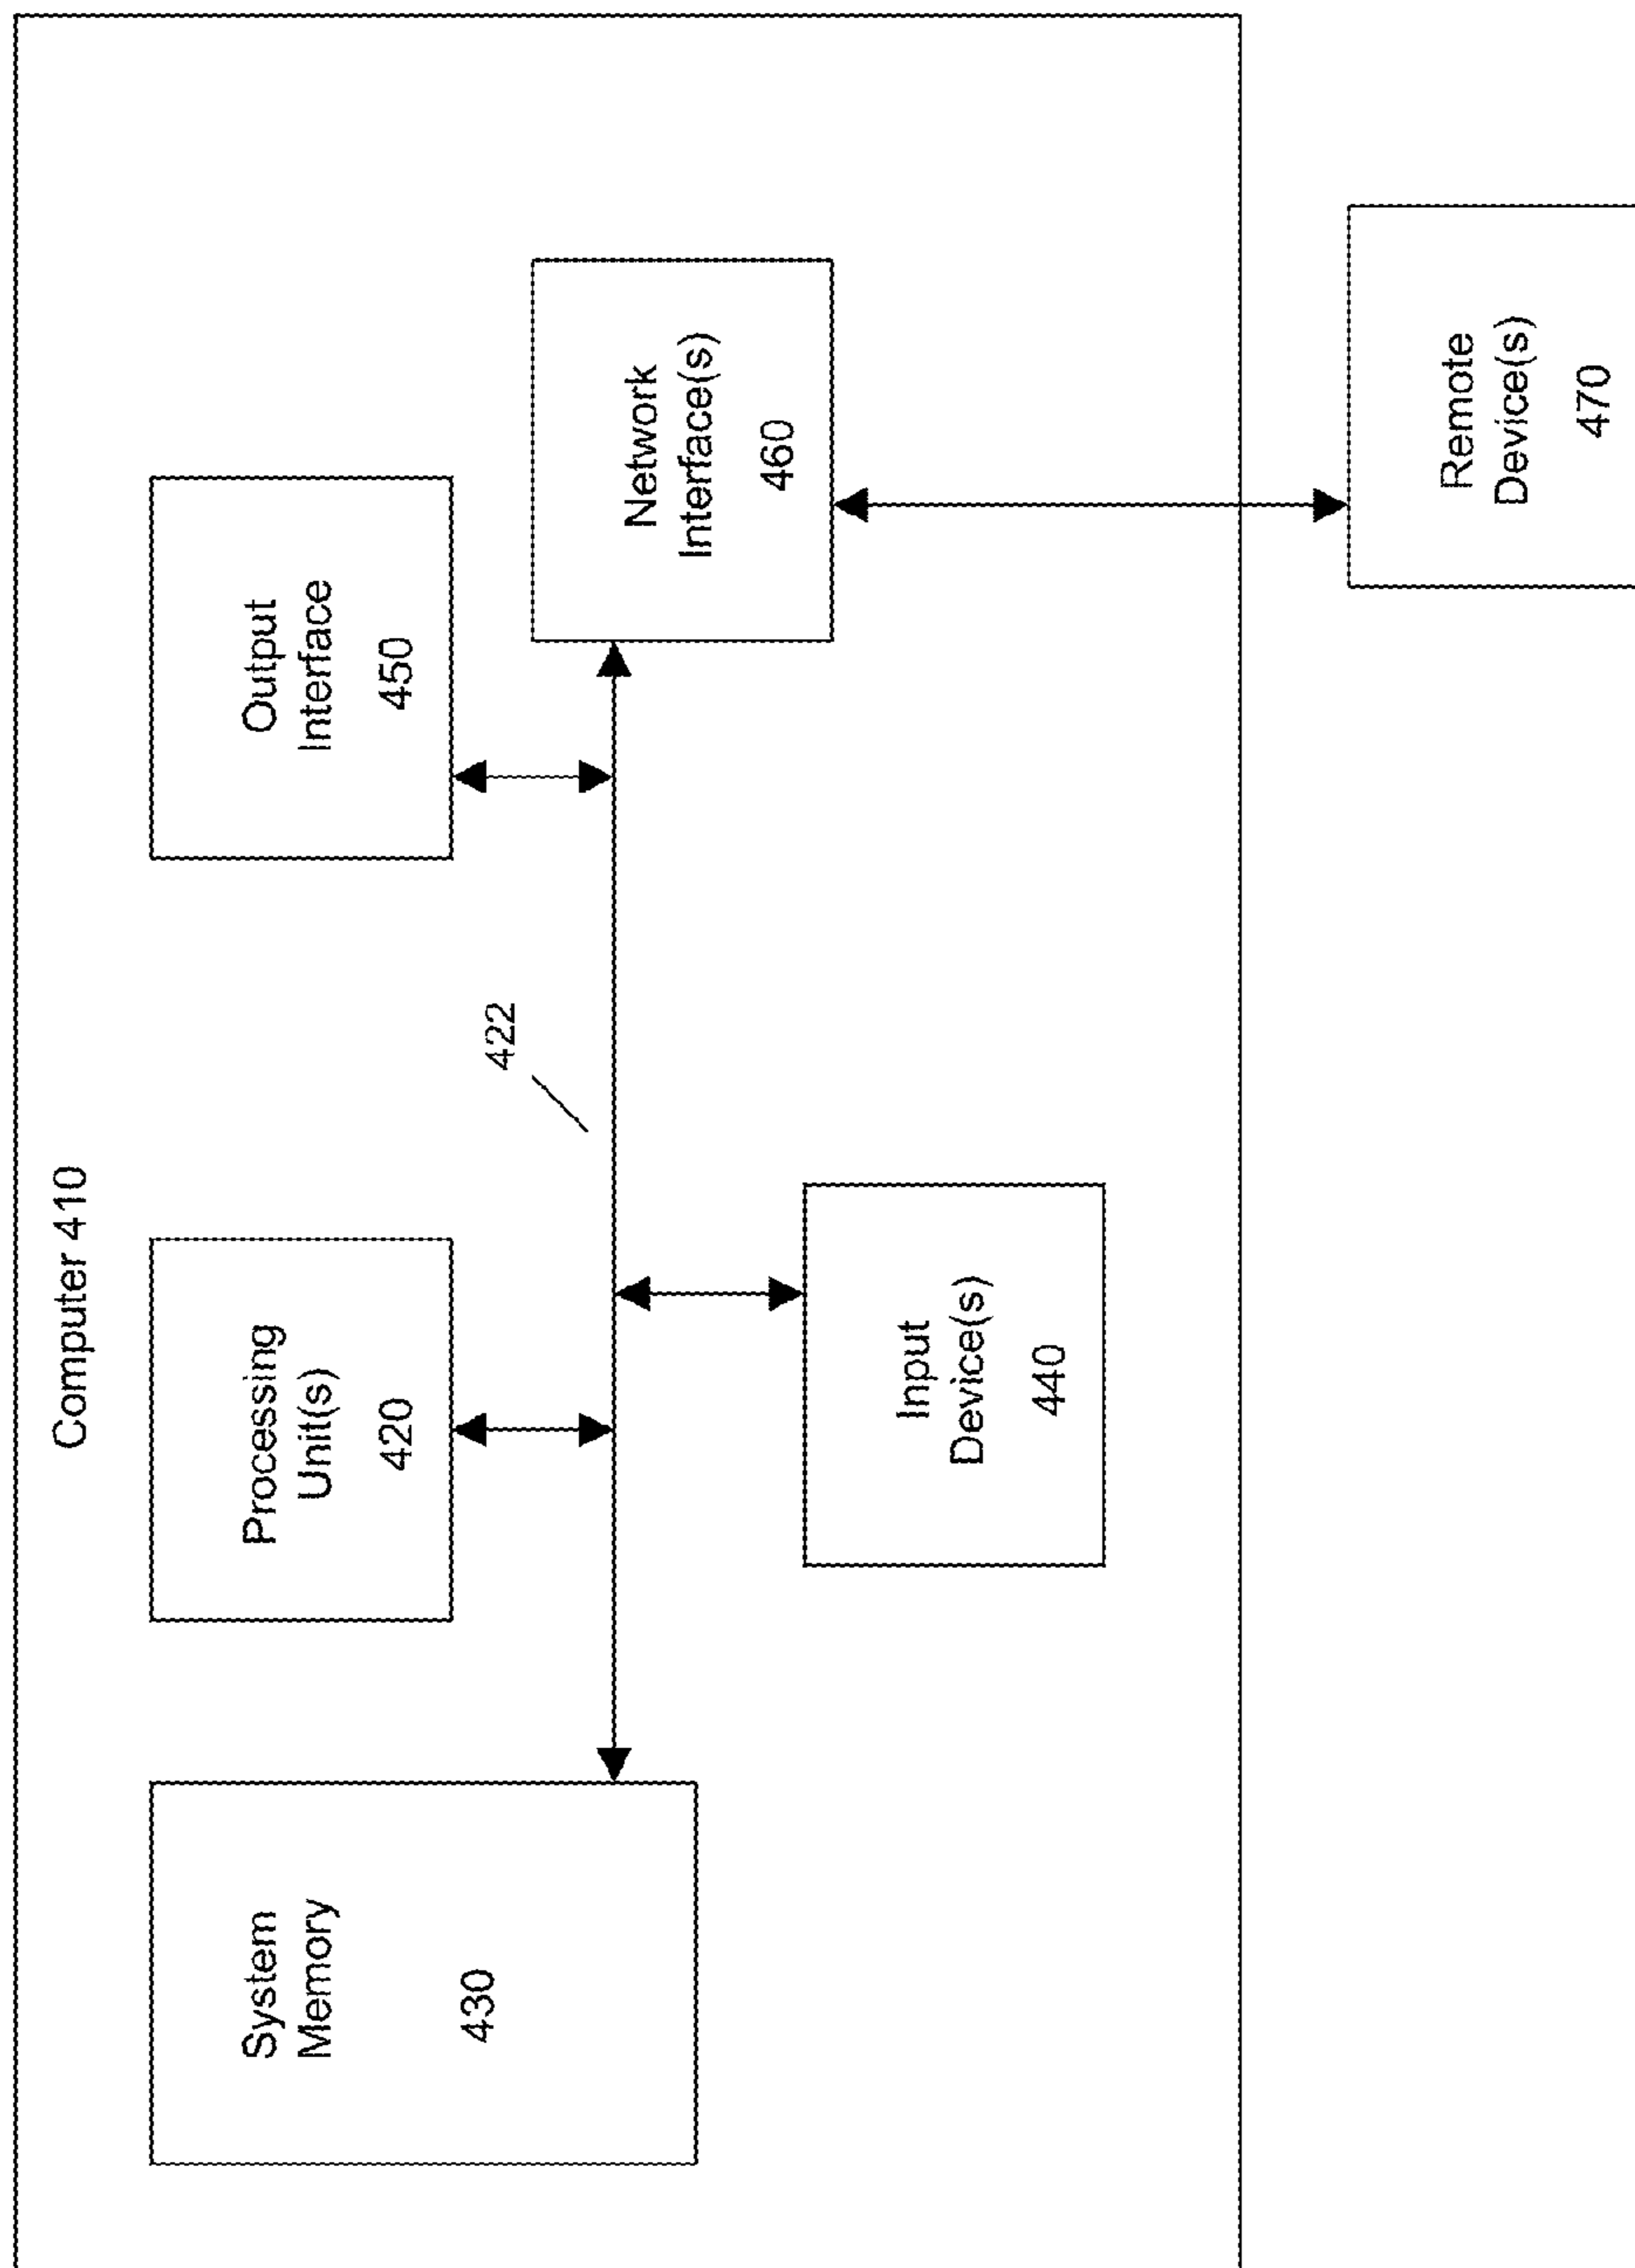 Computer 410
System
Memory
430
Processing
Unit(s)
420
Output
Interface
450
422
Input
Device(s)
440
Network
Interface(s)
460
Remote
Device(s)
470